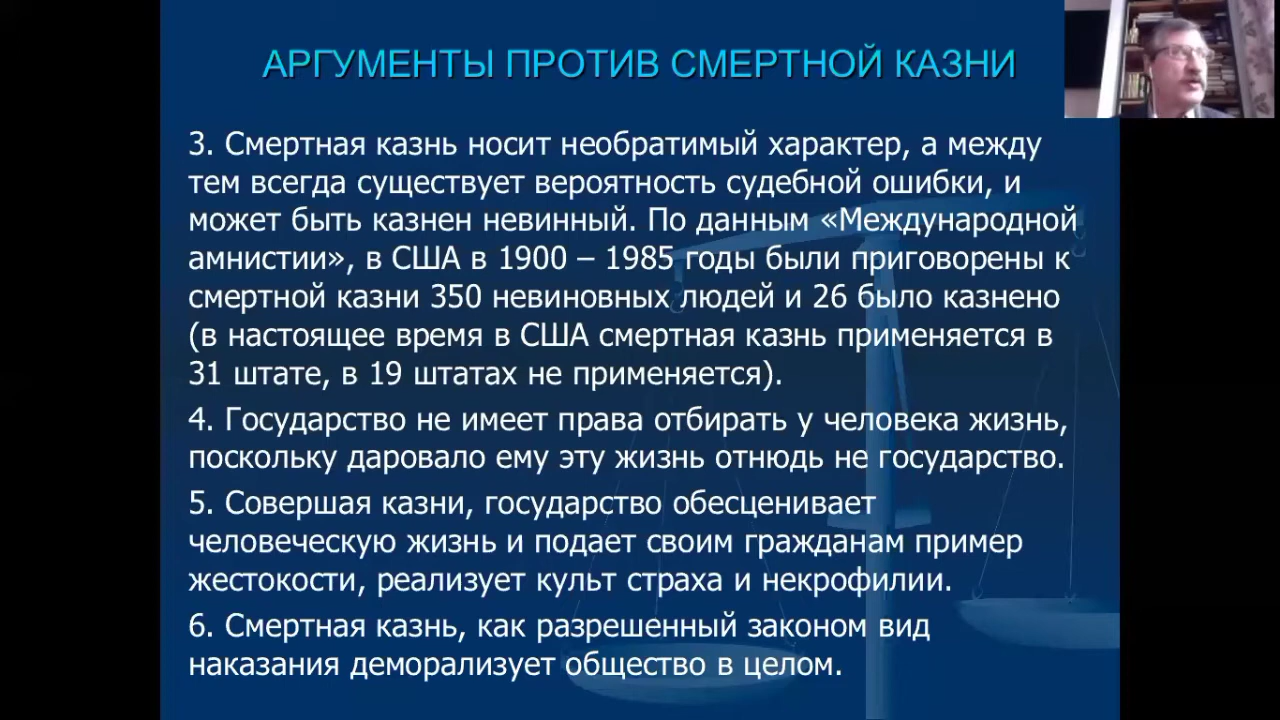 АРГУМЕНТЫ ПРОТИВ СМЕРТНОЙ КАЗНИ
3. Смертная казнь носит необратимый характер, а между
тем всегда существует вероятность судебной ошибки, и
может быть казнен невинный. По данным «Международной
амнистии», в США в 1900 – 1985 годы были приговорены к
смертной казни 350 невиновных людей и 26 было казнено
(в настоящее время в США смертная казнь применяется в
31 штате, в 19 штатах не применяется).
4. Государство не имеет права отбирать у человека жизнь,
поскольку даровало ему эту жизнь отнюдь не государство.
5. Совершая казни, государство обесценивает
человеческую жизнь и подает своим гражданам пример
жестокости, реализует культ страха и некрофилии.
6. Смертная казнь, как разрешенный законом вид
наказания деморализует общество в целом.